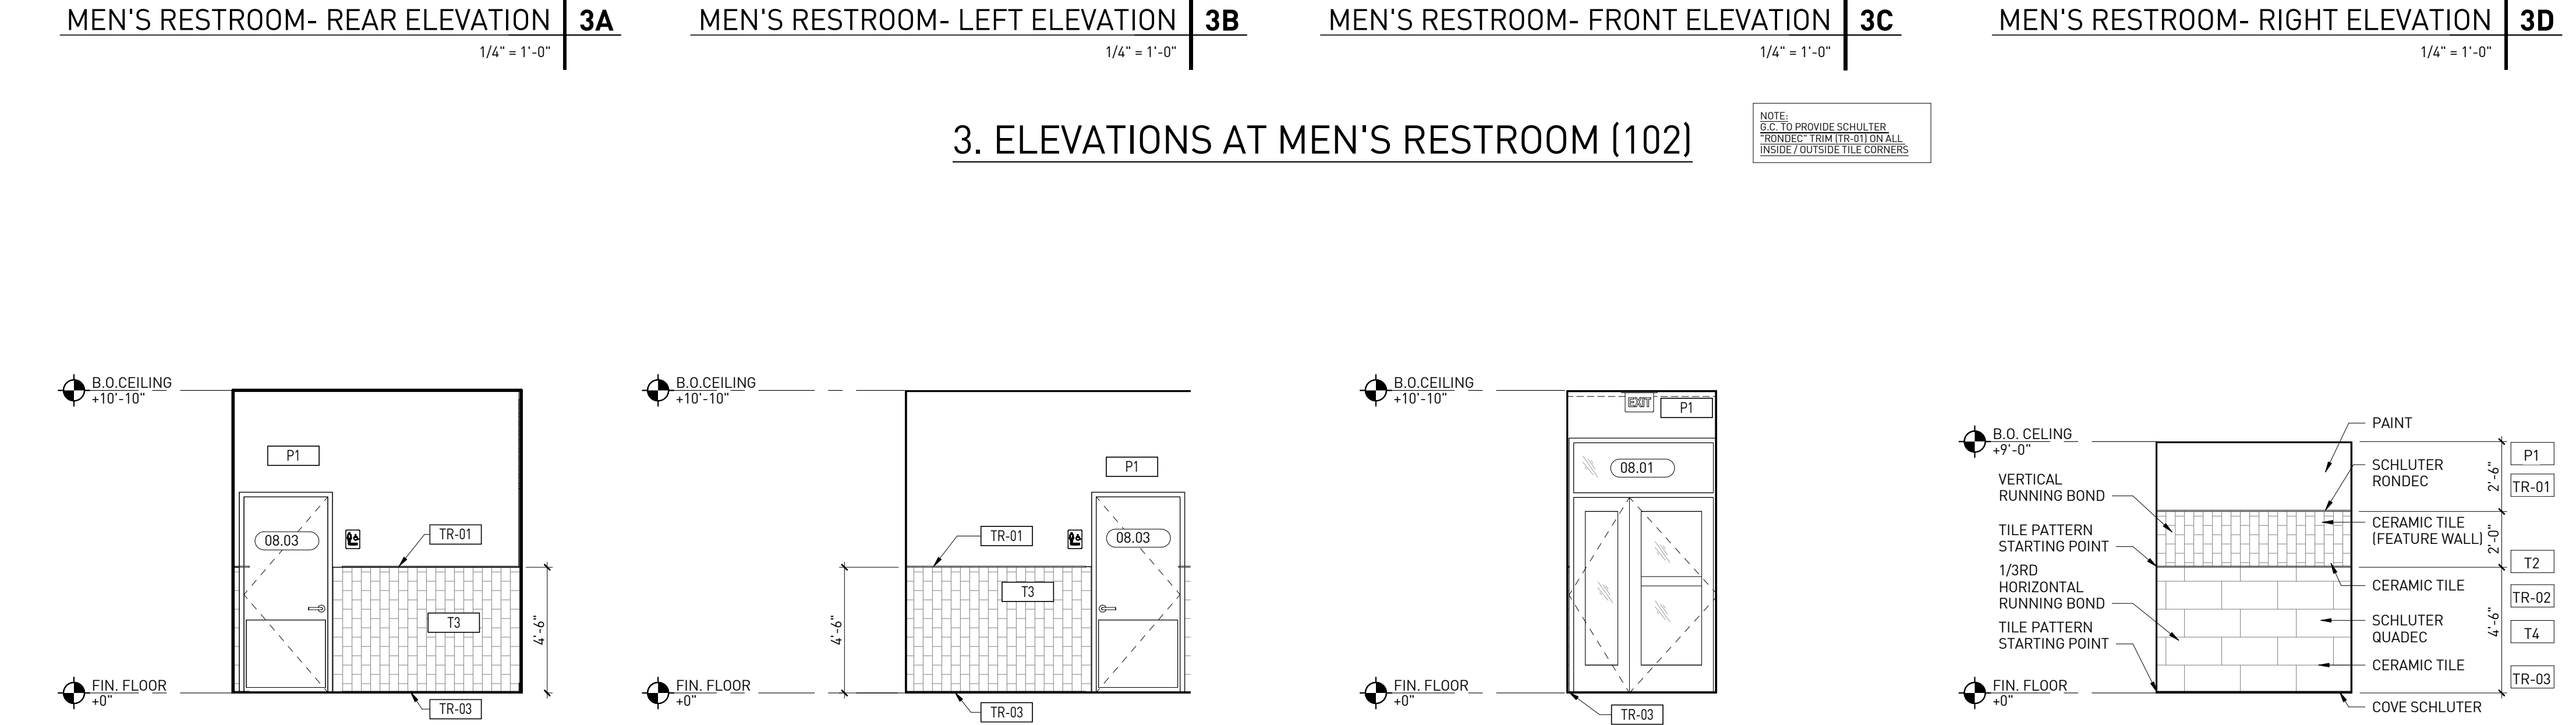 MEN'S RESTROOM- REAR ELEVATION 3A
1/4" = 1'-0"
MEN'S RESTROOM- LEFT ELEVATION 3B
1/4" = 1'-0"
MEN'S RESTROOM- FRONT ELEVATION 3C
1/4" = 1'-0"
MEN'S RESTROOM- RIGHT ELEVATION 3D
1/4" = 1'-0"
3. ELEVATIONS AT MEN'S RESTROOM (102)
NOTE:
G.C. TO PROVIDE SCHULTER
"RONDEC" TRIM (TR-01) ON ALL
INSIDE / OUTSIDE TILE CORNERS
B.O.CEILING
+10'-10"
P1
08.03
TR-01
T3
4'-6"
FIN. FLOOR
+0"
TR-03
B.O.CEILING
+10'-10"
P1
TR-01
08.03
T3
4'-6"
FIN. FLOOR
+0"
TR-03
B.O.CEILING
+10'-10"
EXIT
P1
08.01
FIN. FLOOR
+0"
TR-03
B.O. CELING
+9'-0"
VERTICAL
RUNNING BOND
TILE PATTERN
STARTING POINT
1/3RD
HORIZONTAL
RUNNING BOND
TILE PATTERN
STARTING POINT
FIN. FLOOR
+0"
PAINT
SCHLUTER
RONDEC
CERAMIC TILE
(FEATURE WALL)
CERAMIC TILE
SCHLUTER
QUADEC
CERAMIC TILE
COVE SCHLUTER
2'-6"
2'-0"
4'-6"
P1
TR-01
T2
TR-02
T4
TR-03